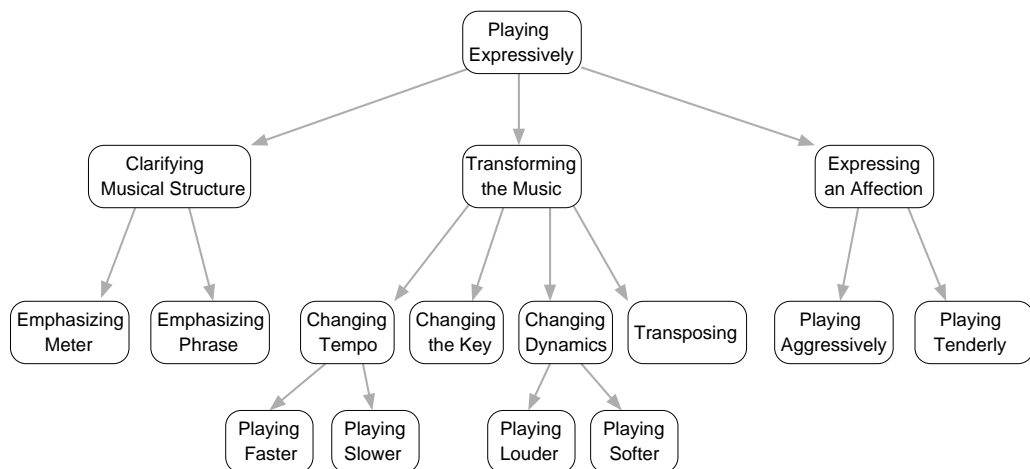 Playing
Expressively
Clarifying
Musical Structure
Transforming
the Music
Expressing
an Affection
Emphasizing
Meter
Emphasizing
Phrase
Changing
Tempo
Changing
the Key
Changing
Dynamics
Transposing
Playing
Aggressively
Playing
Tenderly
Playing
Faster
Playing
Slower
Playing
Louder
Playing
Softer